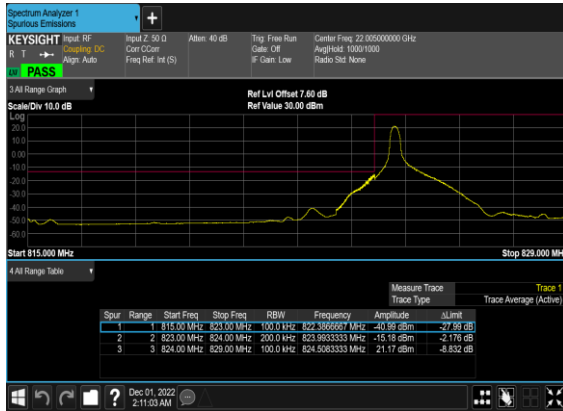 Spectrum Analyzer 1
Spurious Emissions
KEYSIGHT Input: RF Input Z: 50 Ω Atten: 40 dB Trig: Free Run Center Freq: 22.005000000 GHz
R T Coupling: DC Corr CCorr Gate: Off Avg|Hold: 1000/1000
Align: Auto Freq Ref: Int (S) IF Gain: Low Radio Std: None
PASS
3 All Range Graph
Ref Lvl Offset 7.60 dB
Scale/Div 10.0 dB Ref Value 30.00 dBm
Log
20.0
10.0
0.00
-10.0
-20.0
-30.0
-40.0
-50.0
-60.0
Start 815.000 MHz Stop 829.000 MHz
4 All Range Table
Measure Trace Trace 1
Trace Type Trace Average (Active)
Spur Range Start Freq Stop Freq RBW Frequency Amplitude ΔLimit
1 1 815.00 MHz 823.00 MHz 100.0 kHz 822.3866667 MHz -40.99 dBm -27.99 dB
2 2 823.00 MHz 824.00 MHz 200.0 kHz 823.9933333 MHz -15.18 dBm -2.176 dB
3 3 824.00 MHz 829.00 MHz 100.0 kHz 824.5083333 MHz 21.17 dBm -8.832 dB
Dec 01, 2022
2:11:03 AM